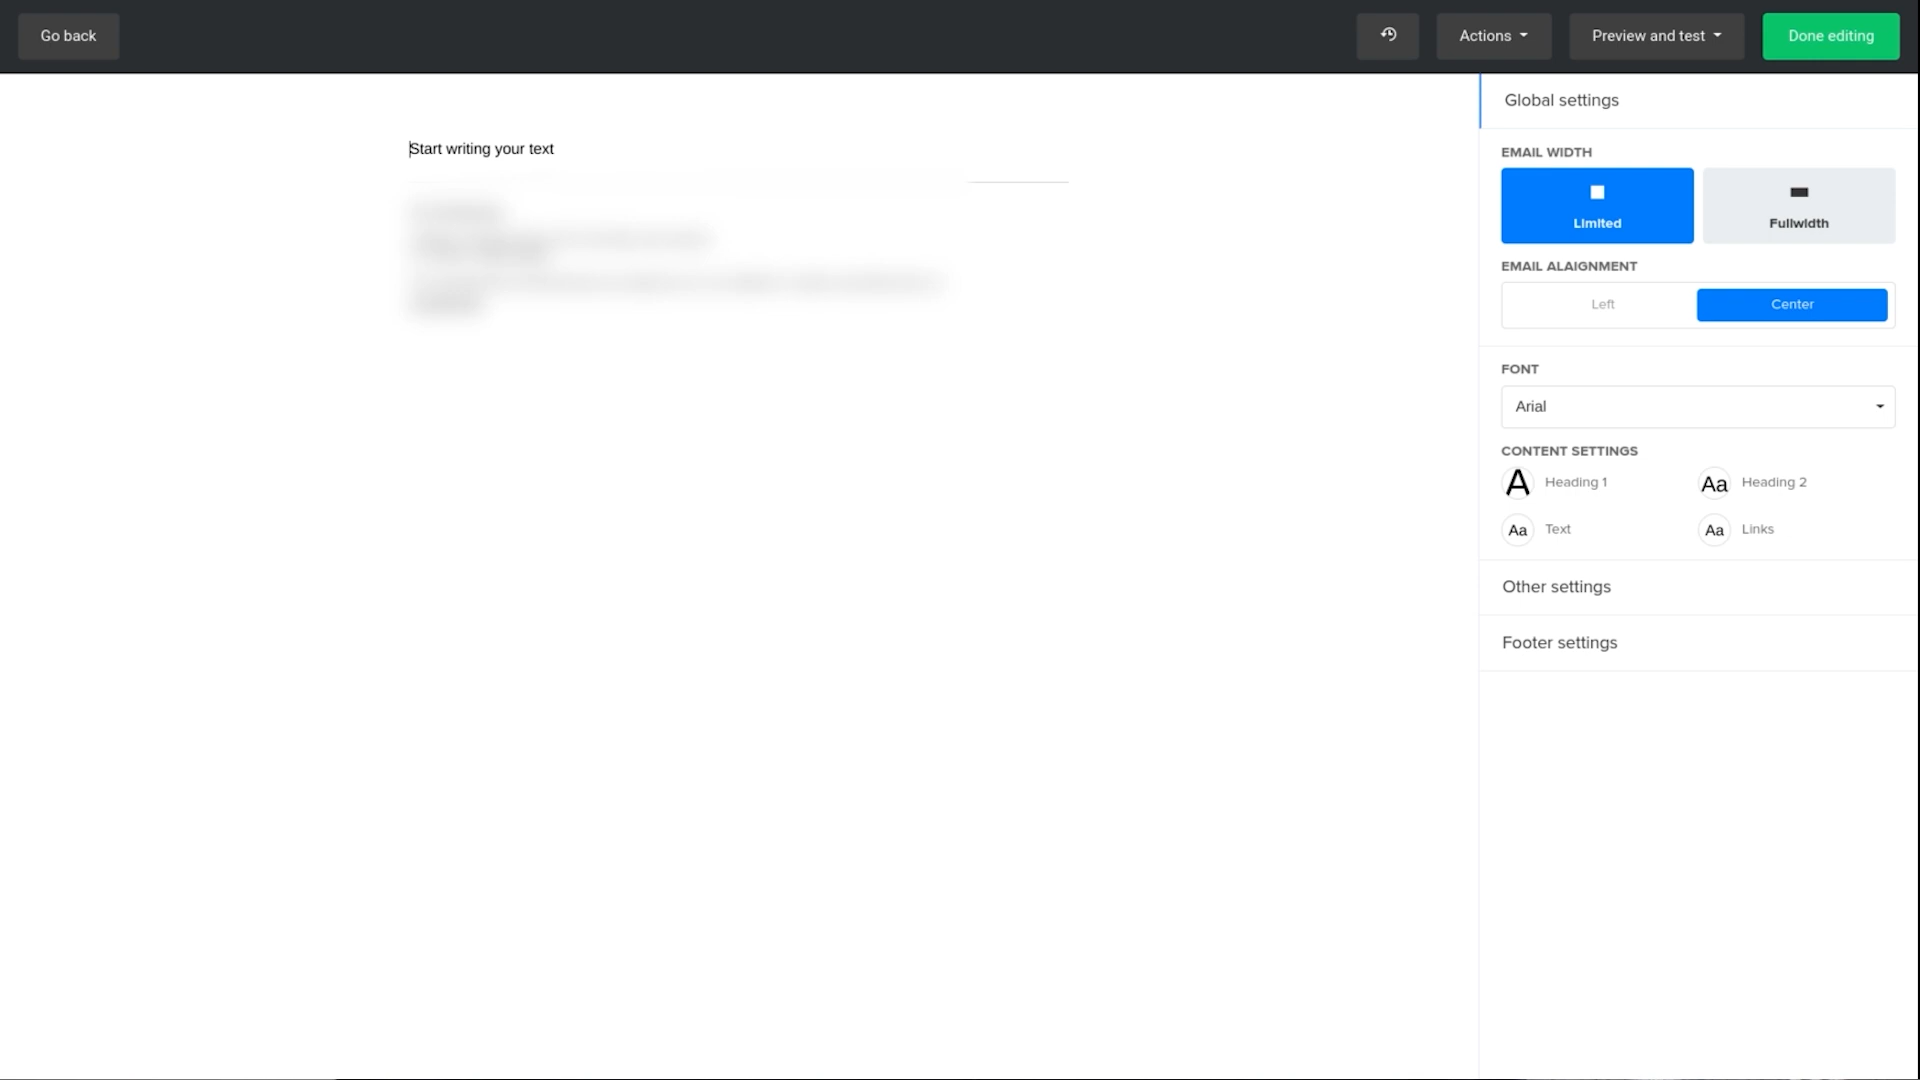 Go back
Actions
Preview and test
Done editing
Start writing your text
Global settings
EMAIL WIDTH
Limited
Fullwidth
EMAIL ALAIGNMENT
Left
Center
FONT
Arial
CONTENT SETTINGS
A Heading 1
Aa Heading 2
Aa Text
Aa Links
Other settings
Footer settings